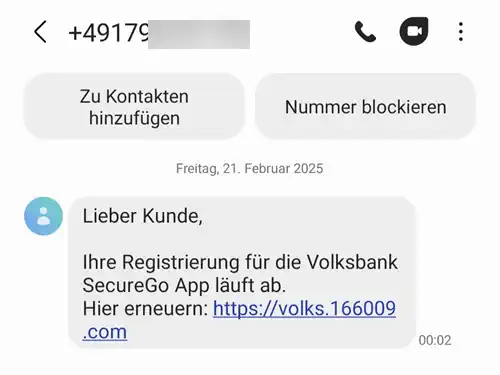 +49179
Zu Kontakten
hinzufügen
Nummer blockieren
Freitag, 21. Februar 2025
Lieber Kunde,
Ihre Registrierung für die Volksbank
SecureGo App läuft ab.
Hier erneuern: https://volks.166009
.com
00:02